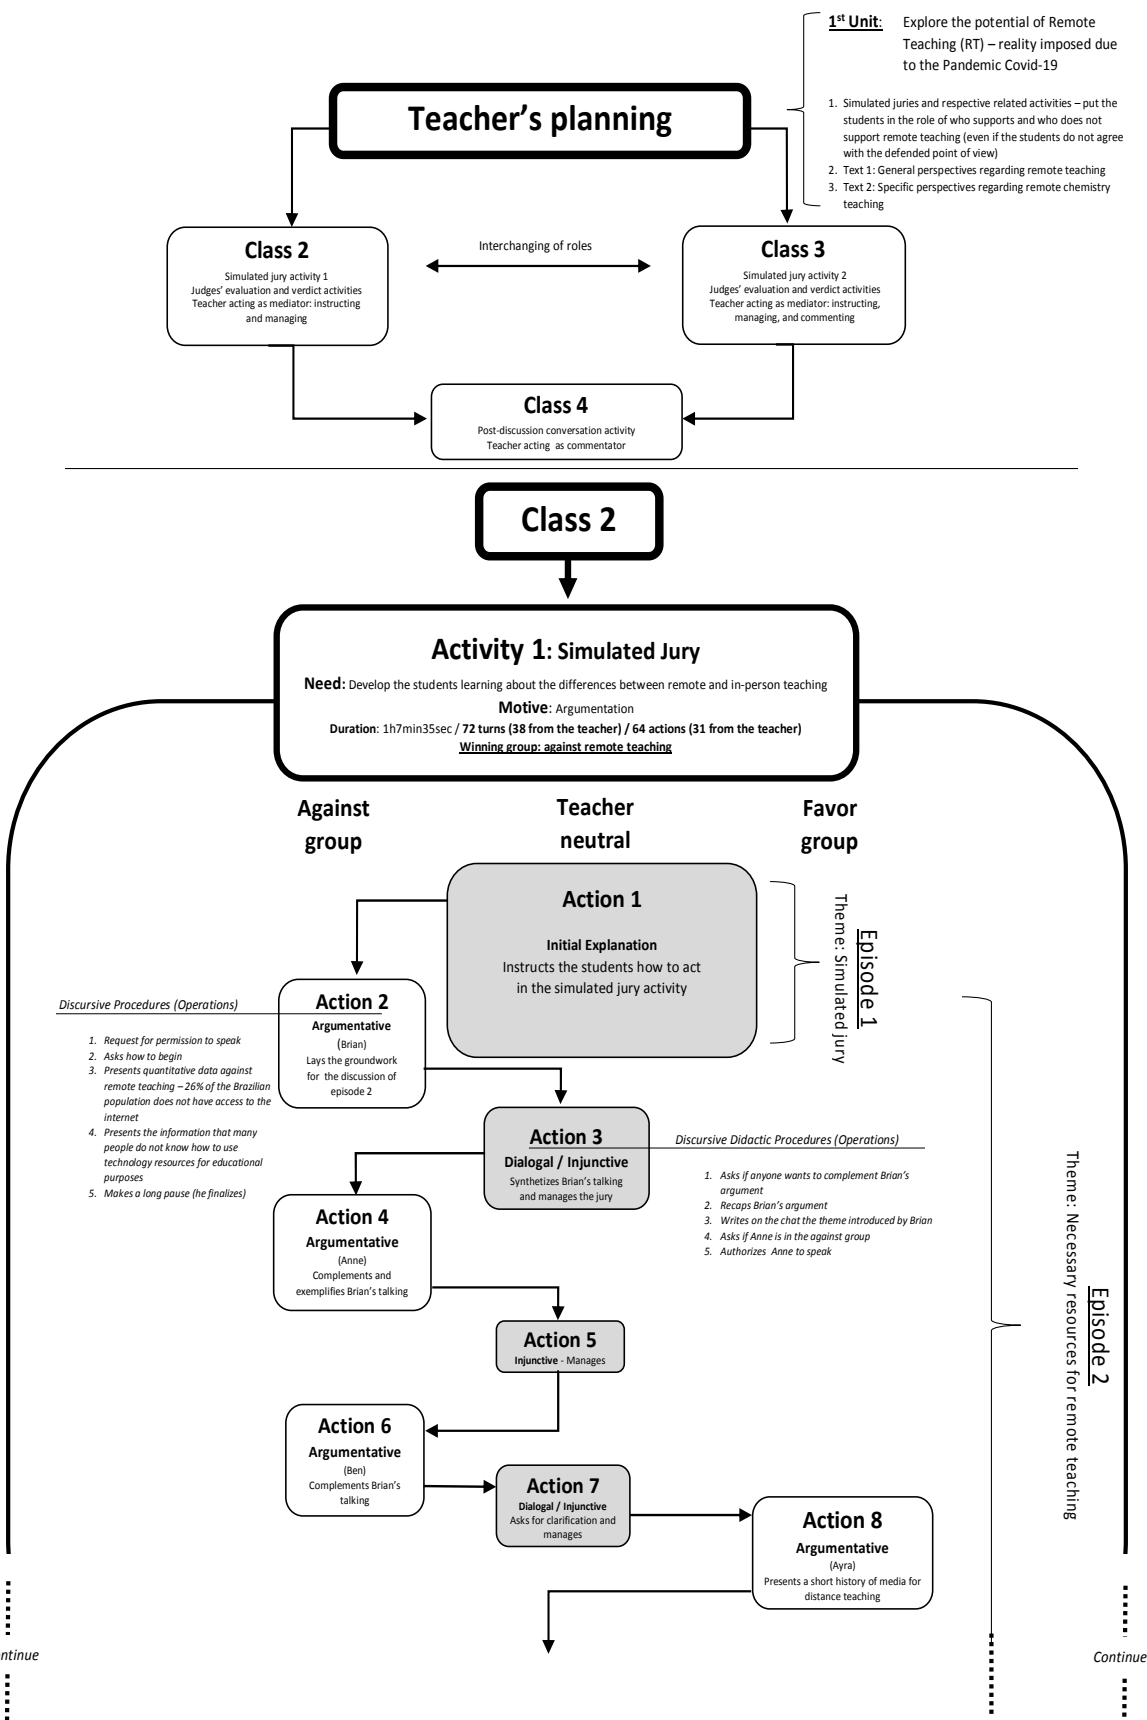 1st Unit: Explore the potential of Remote
Teaching (RT) – reality imposed due
to the Pandemic Covid-19
1. Simulated juries and respective related activities – put the
students in the role of who supports and who does not
support remote teaching (even if the students do not agree
with the defended point of view)
2. Text 1: General perspectives regarding remote teaching
3. Text 2: Specific perspectives regarding remote chemistry
teaching
Teacher's planning
Class 2
Simulated jury activity 1
Judges' evaluation and verdict activities
Teacher acting as mediator: instructing
and managing
Interchanging of roles
Class 3
Simulated jury activity 2
Judges' evaluation and verdict activities
Teacher acting as mediator: instructing,
managing, and commenting
Class 4
Post-discussion conversation activity
Teacher acting as commentator
Class 2
Activity 1: Simulated Jury
Need: Develop the students learning about the differences between remote and in-person teaching
Motive: Argumentation
Duration: 1h7min35sec / 72 turns (38 from the teacher) / 64 actions (31 from the teacher)
Winning group: against remote teaching
Against
group
Teacher
neutral
Favor
group
Action 1
Initial Explanation
Instructs the students how to act
in the simulated jury activity
Episode 1
Theme: Simulated jury
Action 2
Argumentative
(Brian)
Lays the groundwork
for the discussion of
episode 2
Discursive Procedures (Operations)
1. Request for permission to speak
2. Asks how to begin
3. Presents quantitative data against
remote teaching – 26% of the Brazilian
population does not have access to the
internet
4. Presents the information that many
people do not know how to use
technology resources for educational
purposes
5. Makes a long pause (he finalizes)
Action 3
Dialogal / Injunctive
Synthetizes Brian's talking
and manages the jury
Discursive Didactic Procedures (Operations)
1. Asks if anyone wants to complement Brian's
argument
2. Recaps Brian's argument
3. Writes on the chat the theme introduced by Brian
4. Asks if Anne is in the against group
5. Authorizes Anne to speak
Action 4
Argumentative
(Anne)
Complements and
exemplifies Brian's talking
Action 5
Injunctive - Manages
Episode 2
Theme: Necessary resources for remote teaching
Action 6
Argumentative
(Ben)
Complements Brian's
talking
Action 7
Dialogal / Injunctive
Asks for clarification and
manages
Action 8
Argumentative
(Ayra)
Presents a short history of media for
distance teaching
ntinue
Continue